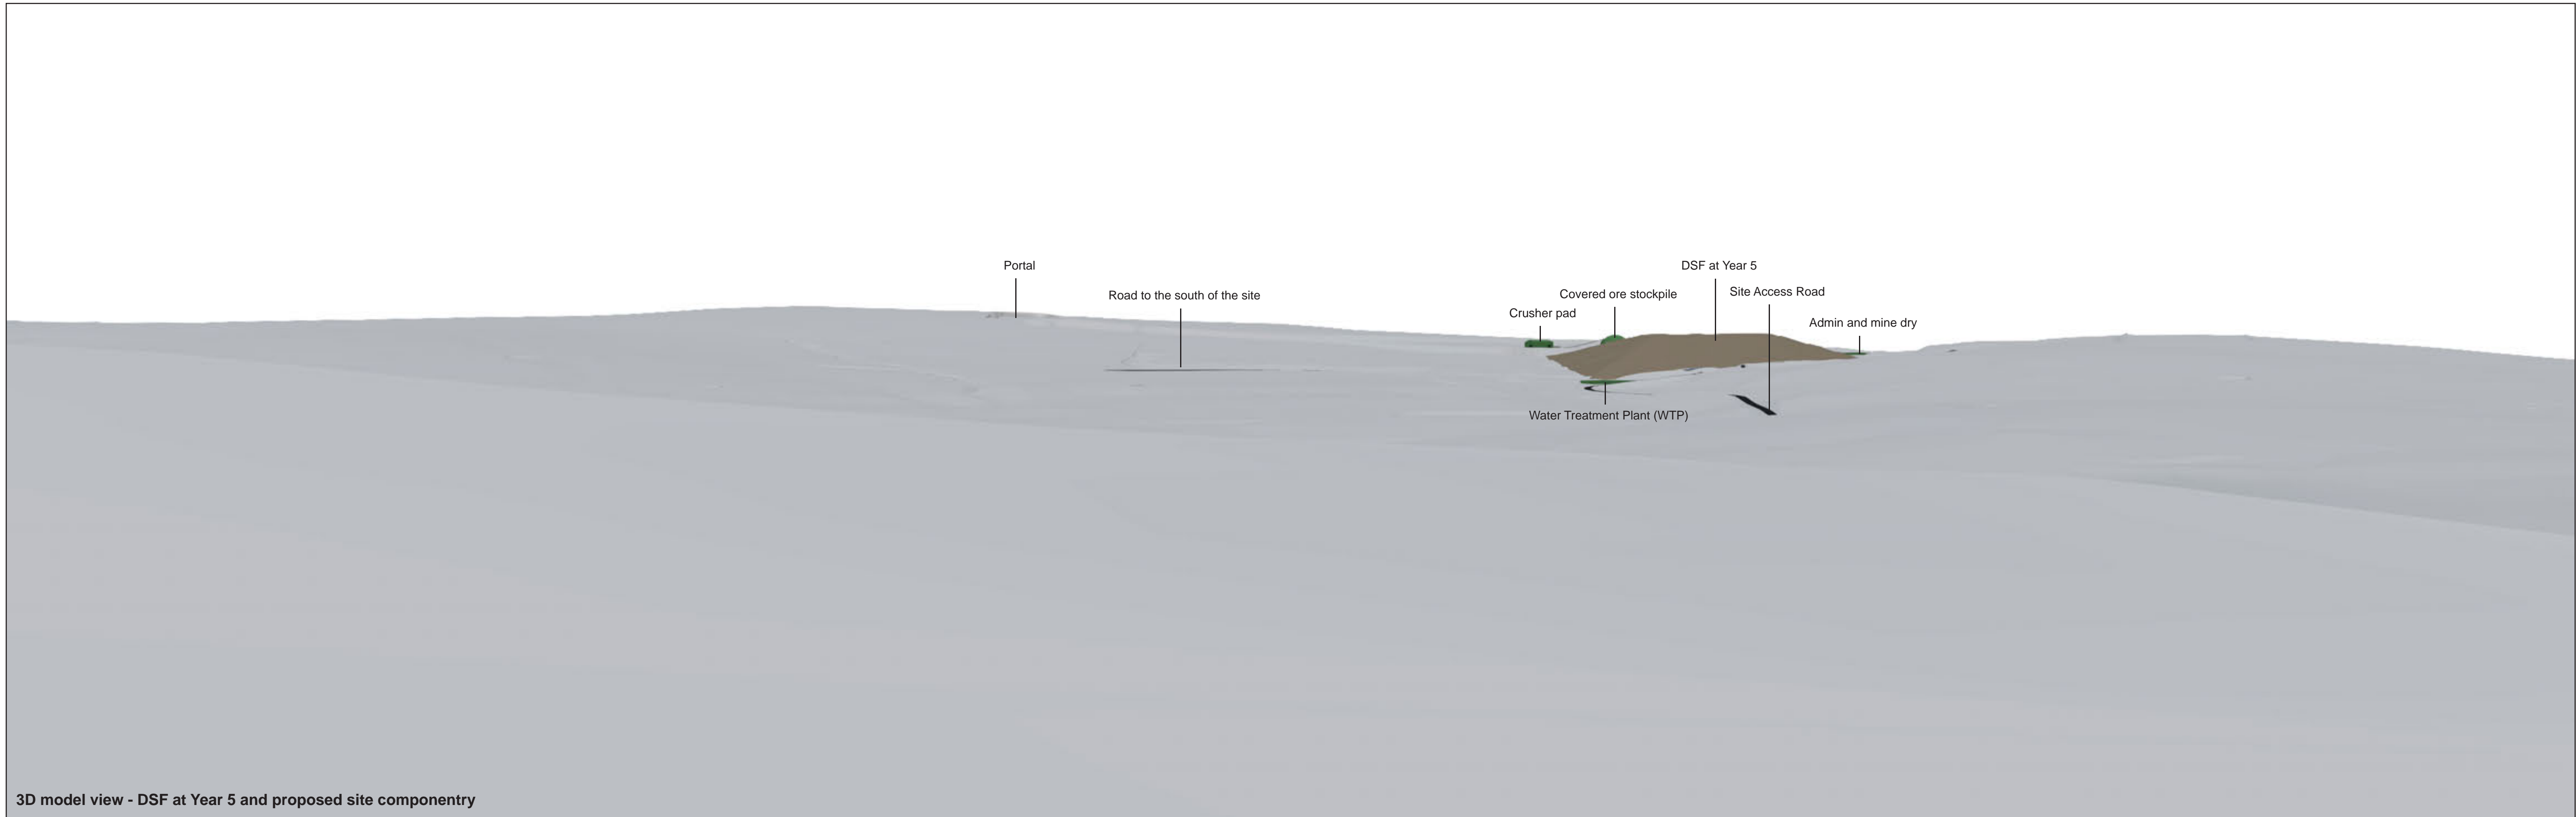 Portal
DSF at Year 5
Road to the south of the site
Covered ore stockpile
Site Access Road
Crusher pad
Admin and mine dry
Water Treatment Plant (WTP)
3D model view - DSF at Year 5 and proposed site componentry